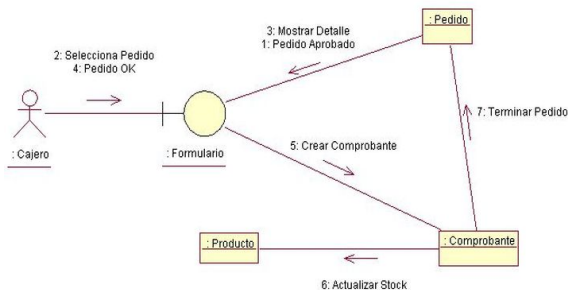 : Pedido
3: Mostrar Detalle
1: Pedido Aprobado
2: Selecciona Pedido
4: Pedido OK
7: Terminar Pedido
: Cajero
: Formulario
5: Crear Comprobante
: Producto
: Comprobante
6: Actualizar Stock